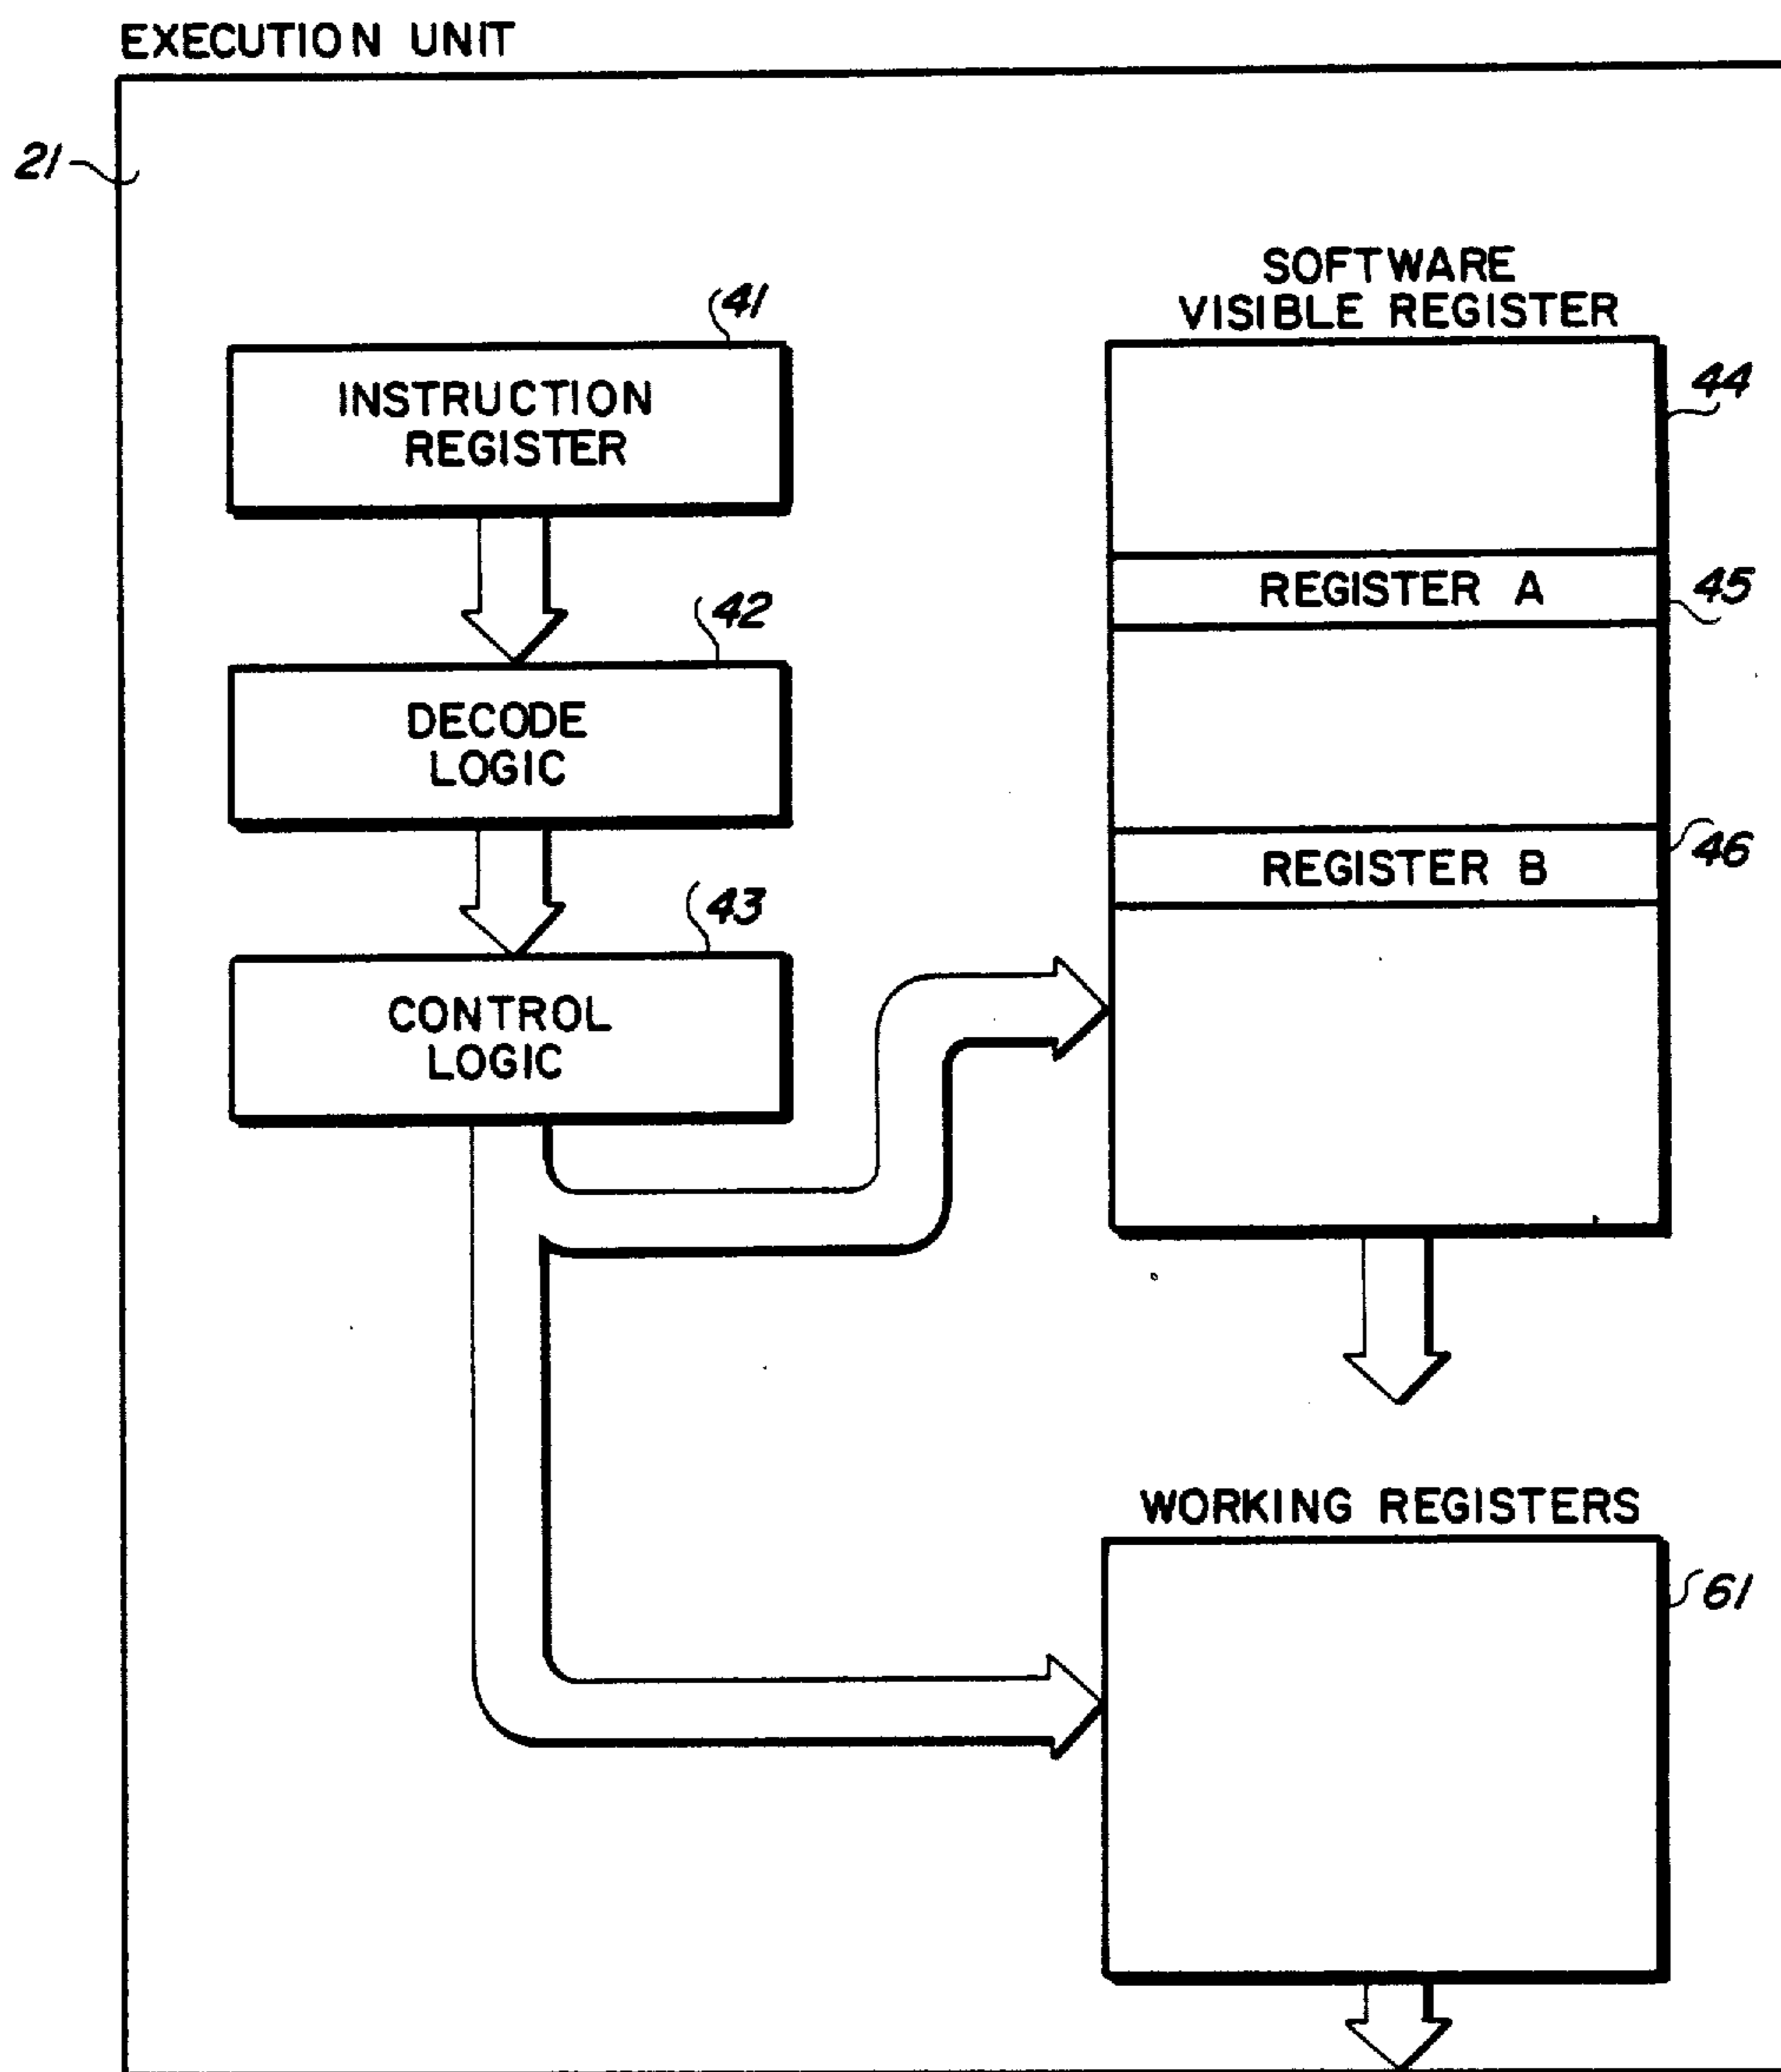 EXECUTION UNIT
21
41
INSTRUCTION
REGISTER
42
DECODE
LOGIC
43
CONTROL
LOGIC
SOFTWARE
VISIBLE REGISTER
44
REGISTER A
45
REGISTER B
46
WORKING REGISTERS
61